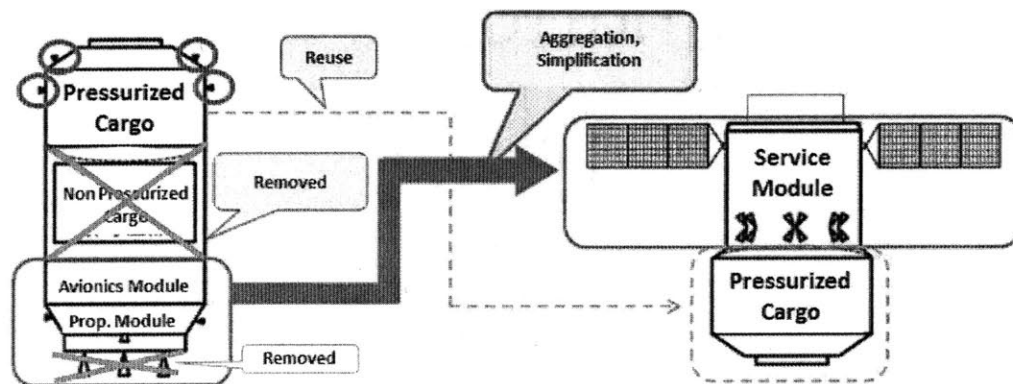 Pressurized
Cargo
Non Pressurized
Cargo
Avionics Module
Prop. Module
Reuse
Removed
Removed
Aggregation,
Simplification
Service
Module
Pressurized
Cargo